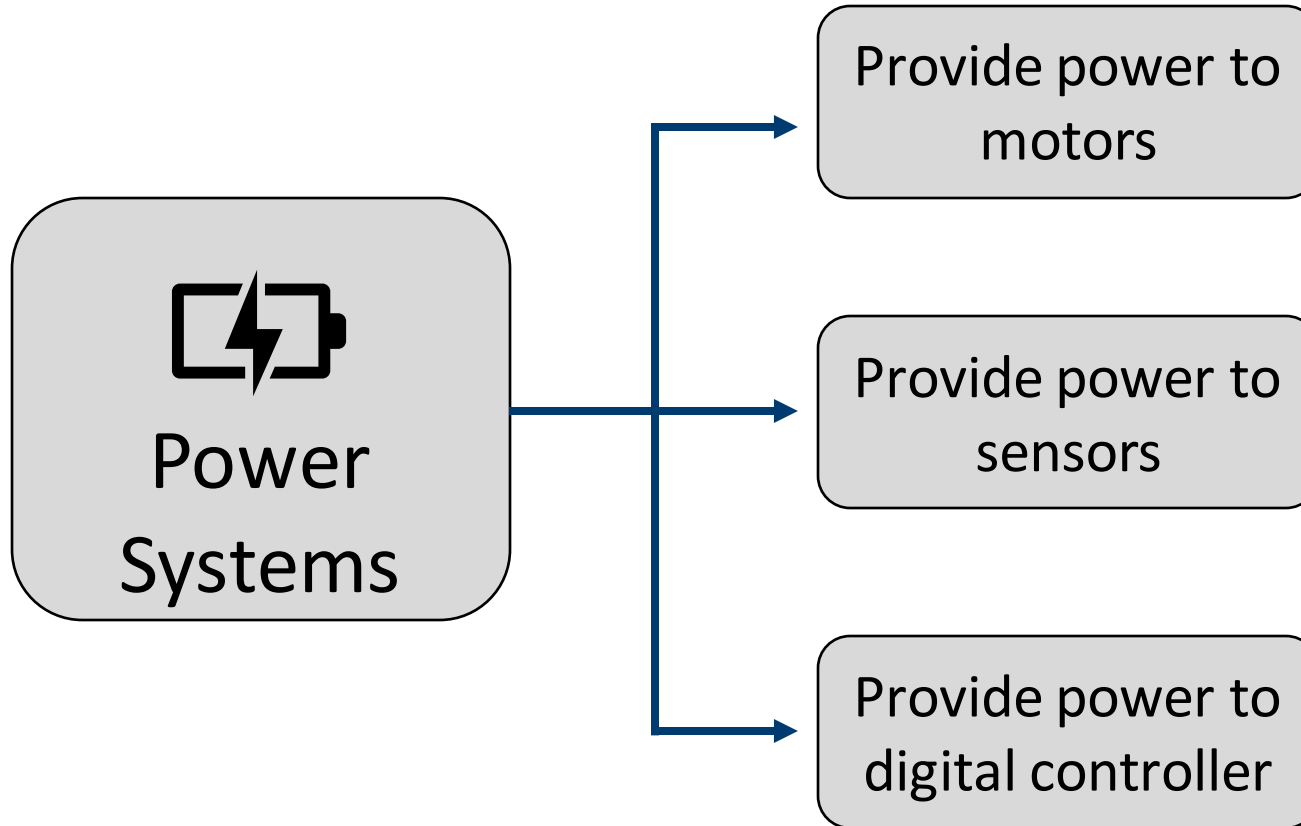 Power
Systems
Provide power to
motors
Provide power to
sensors
Provide power to
digital controller